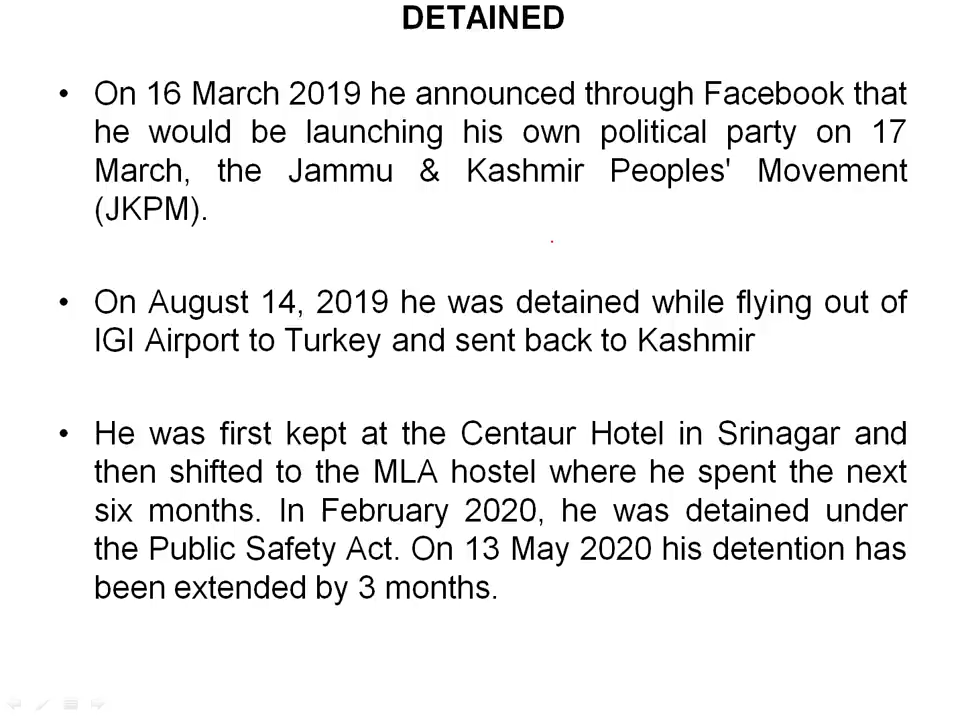 DETAINED
• On 16 March 2019 he announced through Facebook that
he would be launching his own political party on 17
March, the Jammu & Kashmir Peoples' Movement
(JKPM).
• On August 14, 2019 he was detained while flying out of
IGI Airport to Turkey and sent back to Kashmir
• He was first kept at the Centaur Hotel in Srinagar and
then shifted to the MLA hostel where he spent the next
six months. In February 2020, he was detained under
the Public Safety Act. On 13 May 2020 his detention has
been extended by 3 months.